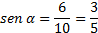 sen α = 6/10 = 3/5